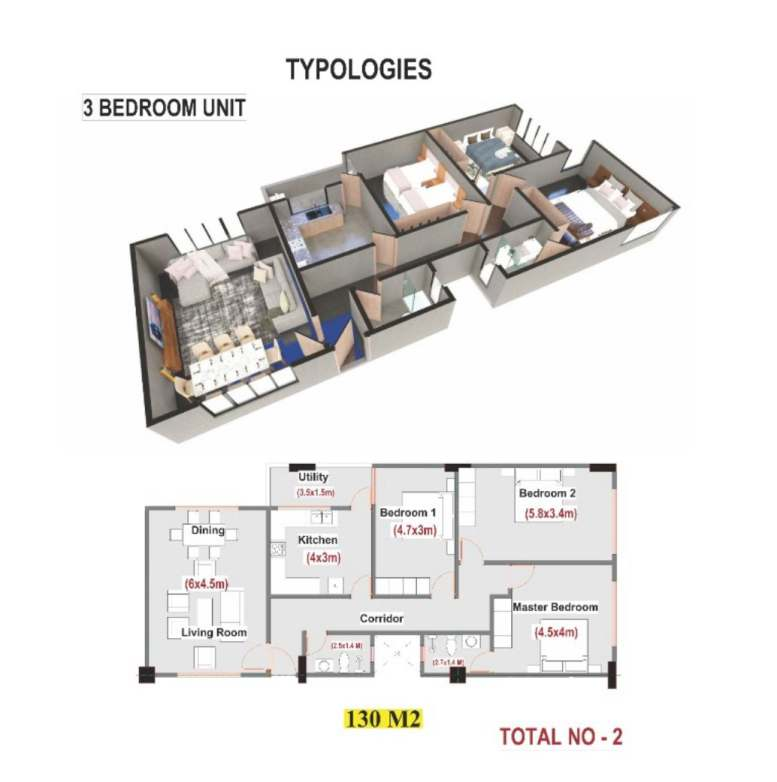 TYPOLOGIES
3 BEDROOM UNIT
Utility
(3.5x1.5m)
Dining
Kitchen
(4x3m)
Bedroom 1
(4.7x3m)
Bedroom 2
(5.8x3.4m)
(6x4.5m)
Living Room
Corridor
Master Bedroom
(4.5x4m)
(2.5x1.4 M)
(2.7x1.4 M)
130 M2
TOTAL NO - 2